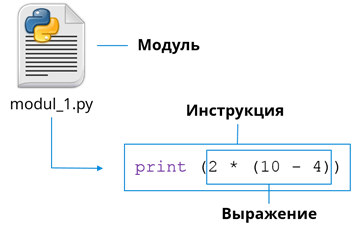 Модуль
modul_1.py
Инструкция
print (2 * (10 - 4))
Выражение